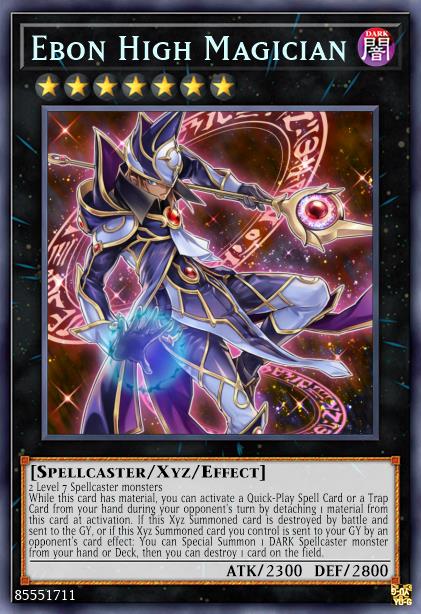 EBON HIGH MAGICIAN
DARK
闇
[SPELLCASTER/XYZ/EFFECT]
2 Level 7 Spellcaster monsters
While this card has material, you can activate a Quick-Play Spell Card or a Trap
Card from your hand during your opponent's turn by detaching 1 material from
this card at activation. If this Xyz Summoned card is destroyed by battle and
sent to the GY, or if this Xyz Summoned card you control is sent to your GY by an
opponent's card effect: You can Special Summon 1 DARK Spellcaster monster
from your hand or Deck, then you can destroy 1 card on the field.
ATK/2300 DEF/2800
85551711